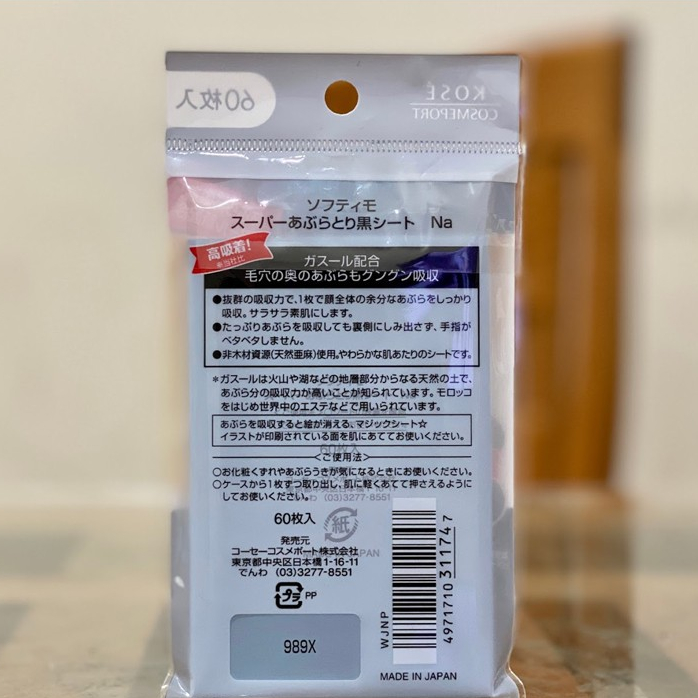 60枚入
KOSÉ
COSMEPORT
ソフティモ
スーパーあぶらとり黒シート Na
高吸着!
※当社比
ガスール配合
毛穴の奥のあぶらもグングン吸収
●抜群の吸収力で、1枚で顔全体の余分なあぶらをしっかり
吸収。サラサラ素肌にします。
●たっぷりあぶらを吸収しても裏側にしみ出さず、手指が
ベタベタしません。
●非木材資源(天然亜麻)使用。やわらかな肌あたりのシートです。
*ガスールは火山や湖などの地層部分からなる天然の土で、
あぶら分の吸収力が高いことが知られています。モロッコ
をはじめ世界中のエステなどで用いられています。
あぶらを吸収すると絵が消える、マジックシート☆
イラストが印刷されている面を肌にあててお使いください。
<ご使用法>
○お化粧くずれやあぶらうきが気になるときにお使いください。
○ケースから1枚ずつ取り出し、肌に軽くあてて押さえるように
してお使いください。
60枚入
紙
発売元
コーセーコスメポート株式会社
東京都中央区日本橋1-16-11
でんわ (03)3277-8551
プラ PP
989X
WJNP
4971710311747
MADE IN JAPAN